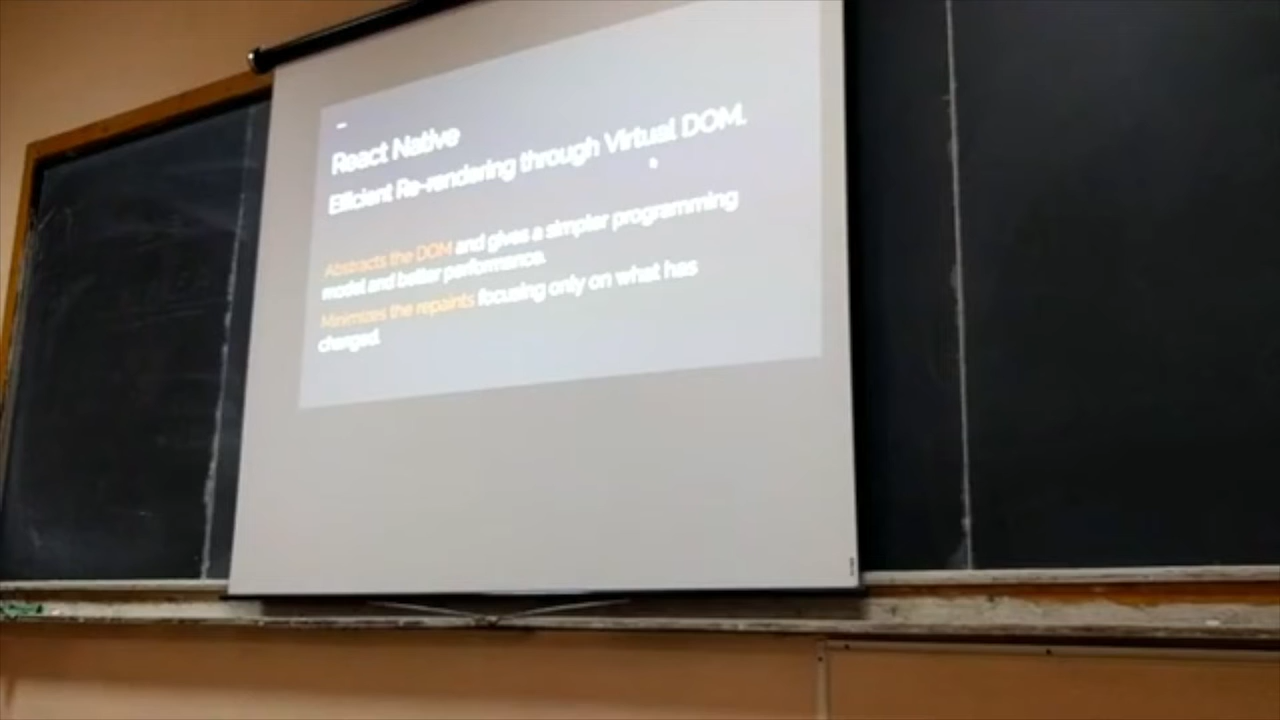 React Native
Efficient Re-rendering through Virtual DOM.
Abstracts the DOM and gives a simpler programming
model and better performance.
Minimizes the repaints focusing only on what has
changed.